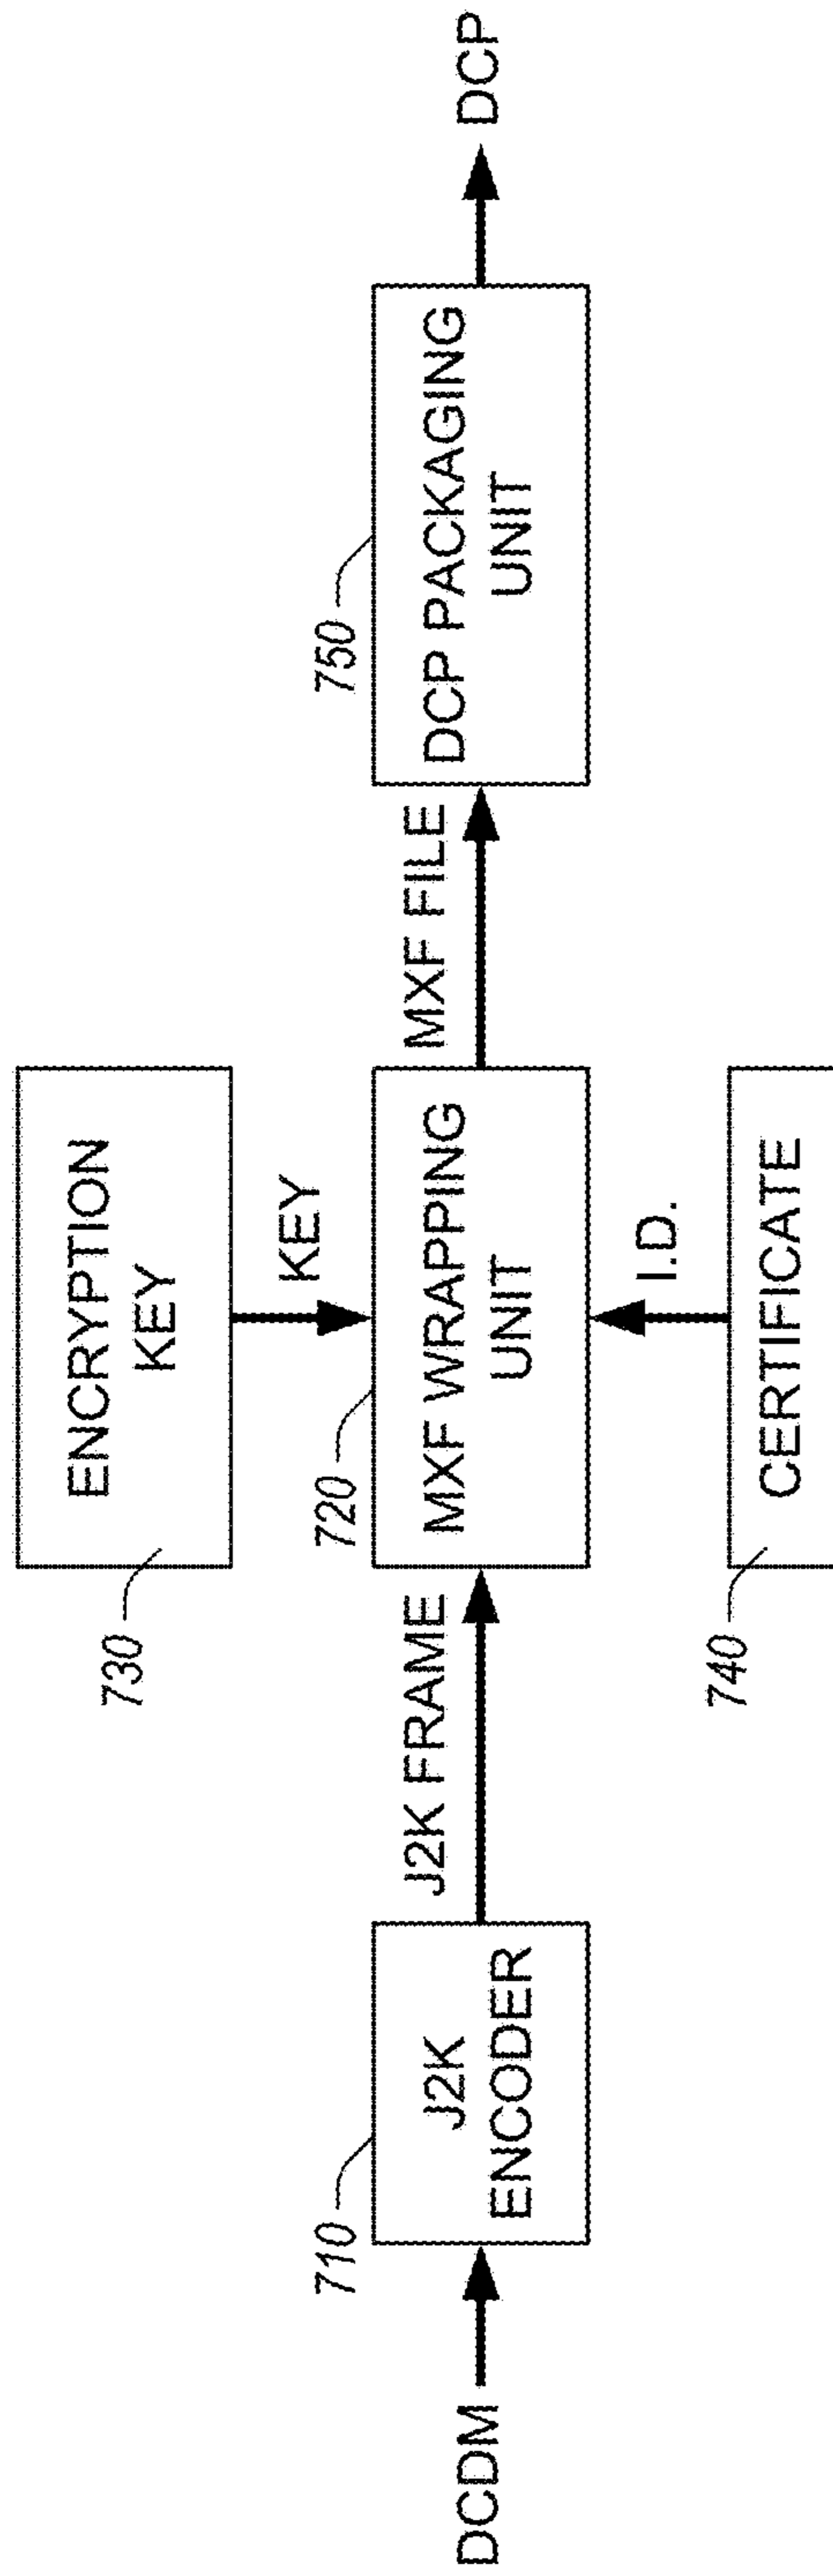 730
ENCRYPTION
KEY
KEY
DCDM
710
J2K
ENCODER
J2K FRAME
720
MXF WRAPPING
UNIT
MXF FILE
750
DCP PACKAGING
UNIT
DCP
I.D.
740
CERTIFICATE